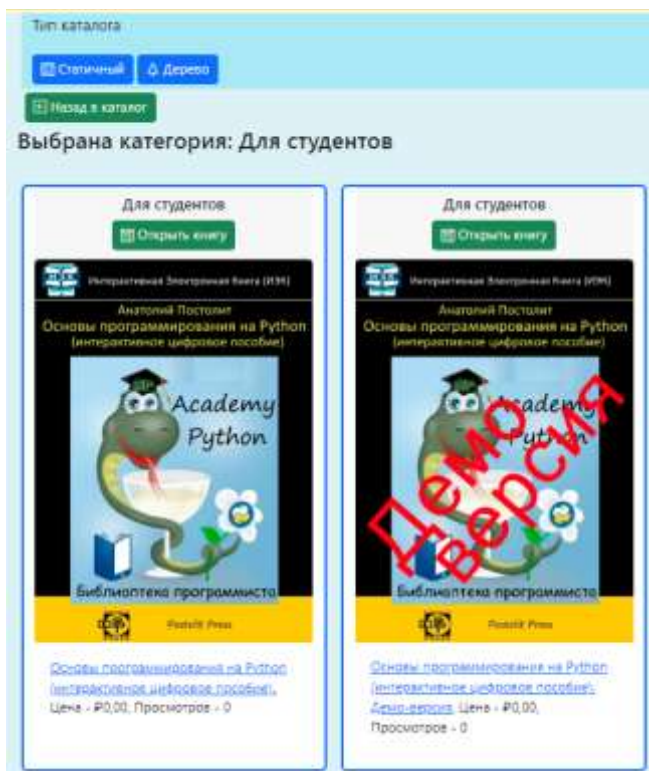 Тип каталога
Статичный Дерево
Назад в каталог
Выбрана категория: Для студентов
Для студентов
Открыть книгу
Интерактивная Электронная Книга (ИЭК)
Анатолий Постолит
Основы программирования на Python
(интерактивное цифровое пособие)
Academy
Python
Библиотека программиста
Postolit Press
Основы программирования на Python
(интерактивное цифровое пособие).
Цена - ₽0,00, Просмотров - 0
Для студентов
Открыть книгу
Интерактивная Электронная Книга (ИЭК)
Анатолий Постолит
Основы программирования на Python
(интерактивное цифровое пособие)
Academy
Python
Демо
версия
Библиотека программиста
Postolit Press
Основы программирования на Python
(интерактивное цифровое пособие).
Демо-версия, Цена - ₽0,00,
Просмотров - 0